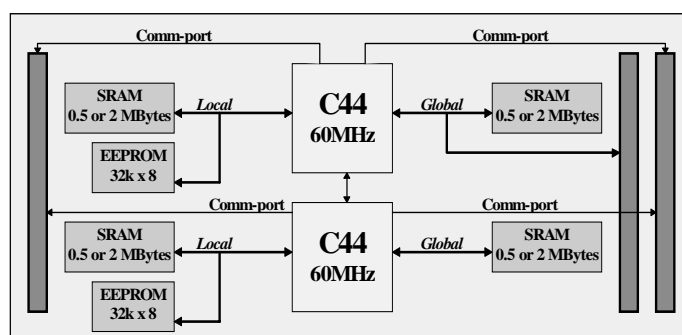 Comm-port Comm-port
SRAM
0.5 or 2 MBytes
Local
C44
60MHz
Global
SRAM
0.5 or 2 MBytes
EEPROM
32k x 8
Comm-port Comm-port
SRAM
0.5 or 2 MBytes
Local
C44
60MHz
Global
SRAM
0.5 or 2 MBytes
EEPROM
32k x 8